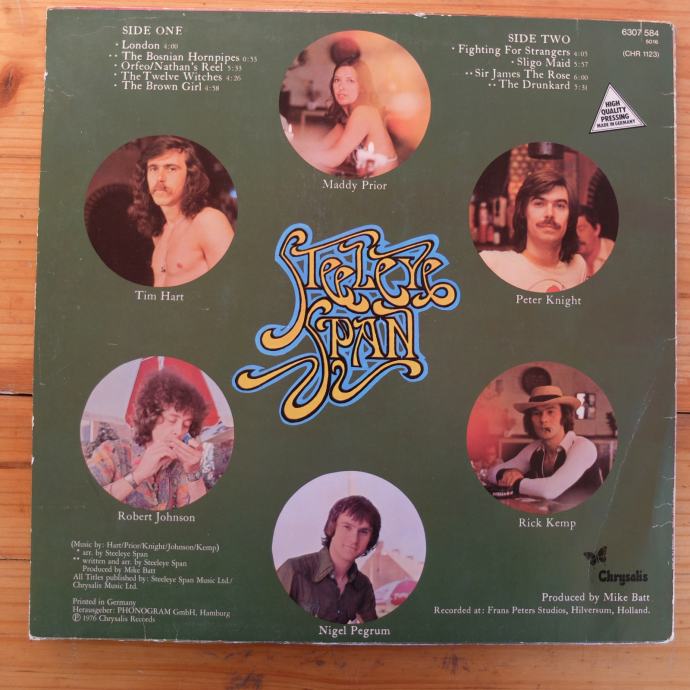 SIDE ONE
· London 4:00
·· The Bosnian Hornpipes 0:53
· Orfeo/Nathan's Reel 5:33
· The Twelve Witches 4:26
· The Brown Girl 4:58
SIDE TWO
· Fighting For Strangers 4:05
· Sligo Maid 5:57
·· Sir James The Rose 6:00
·· The Drunkard 5:31
6307 584
5016
(CHR 1123)
HIGH
QUALITY
PRESSING
MADE IN GERMANY
Maddy Prior
Tim Hart
Peter Knight
STEELEYE
SPAN
Robert Johnson
Rick Kemp
Nigel Pegrum
(Music by: Hart/Prior/Knight/Johnson/Kemp)
* arr. by Steeleye Span
** written and arr. by Steeleye Span
Produced by Mike Batt
All Titles published by: Steeleye Span Music Ltd./
Chrysalis Music Ltd.
Printed in Germany
Herausgeber: PHONOGRAM GmbH, Hamburg
Ⓟ 1976 Chrysalis Records
Chrysalis
Produced by Mike Batt
Recorded at: Frans Peters Studios, Hilversum, Holland.